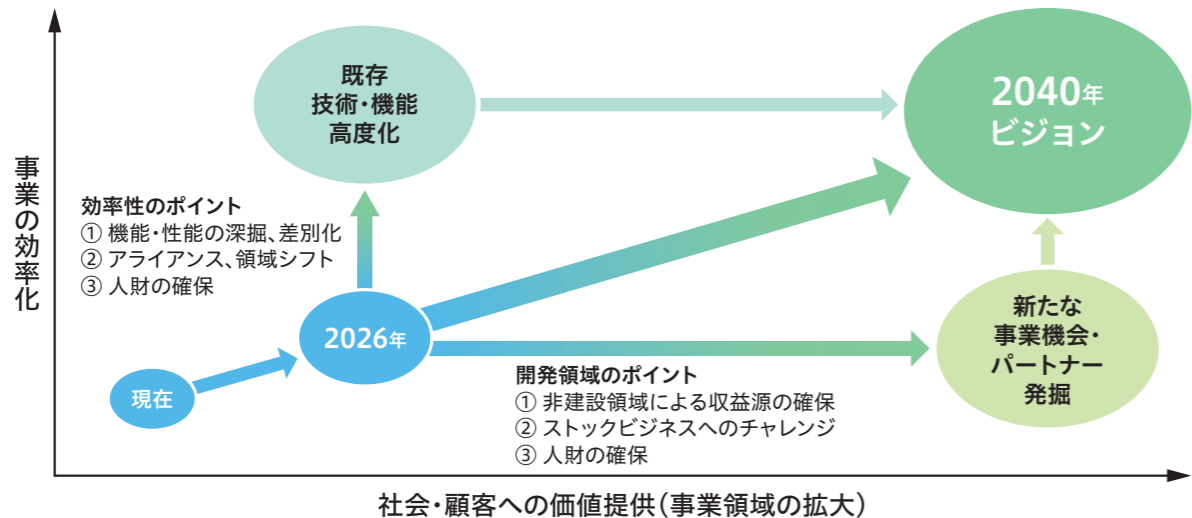 事業の効率化
既存
技術・機能
高度化
2040年
ビジョン
効率性のポイント
① 機能・性能の深掘、差別化
② アライアンス、領域シフト
③ 人財の確保
2026年
現在
新たな
事業機会・
パートナー
発掘
開発領域のポイント
① 非建設領域による収益源の確保
② ストックビジネスへのチャレンジ
③ 人財の確保
社会・顧客への価値提供（事業領域の拡大）